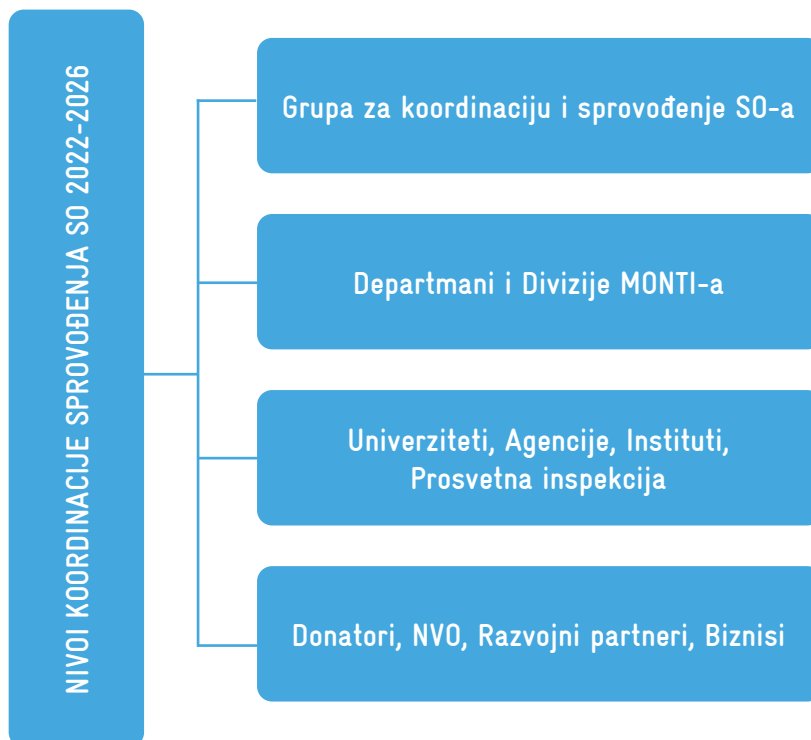 NIVOI KOORDINACIJE SPROVOĐENJA SO 2022-2026
Grupa za koordinaciju i sprovođenje SO-a
Departmani i Divizije MONTI-a
Univerziteti, Agencije, Instituti,
Prosvetna inspekcija
Donatori, NVO, Razvojni partneri, Biznisi